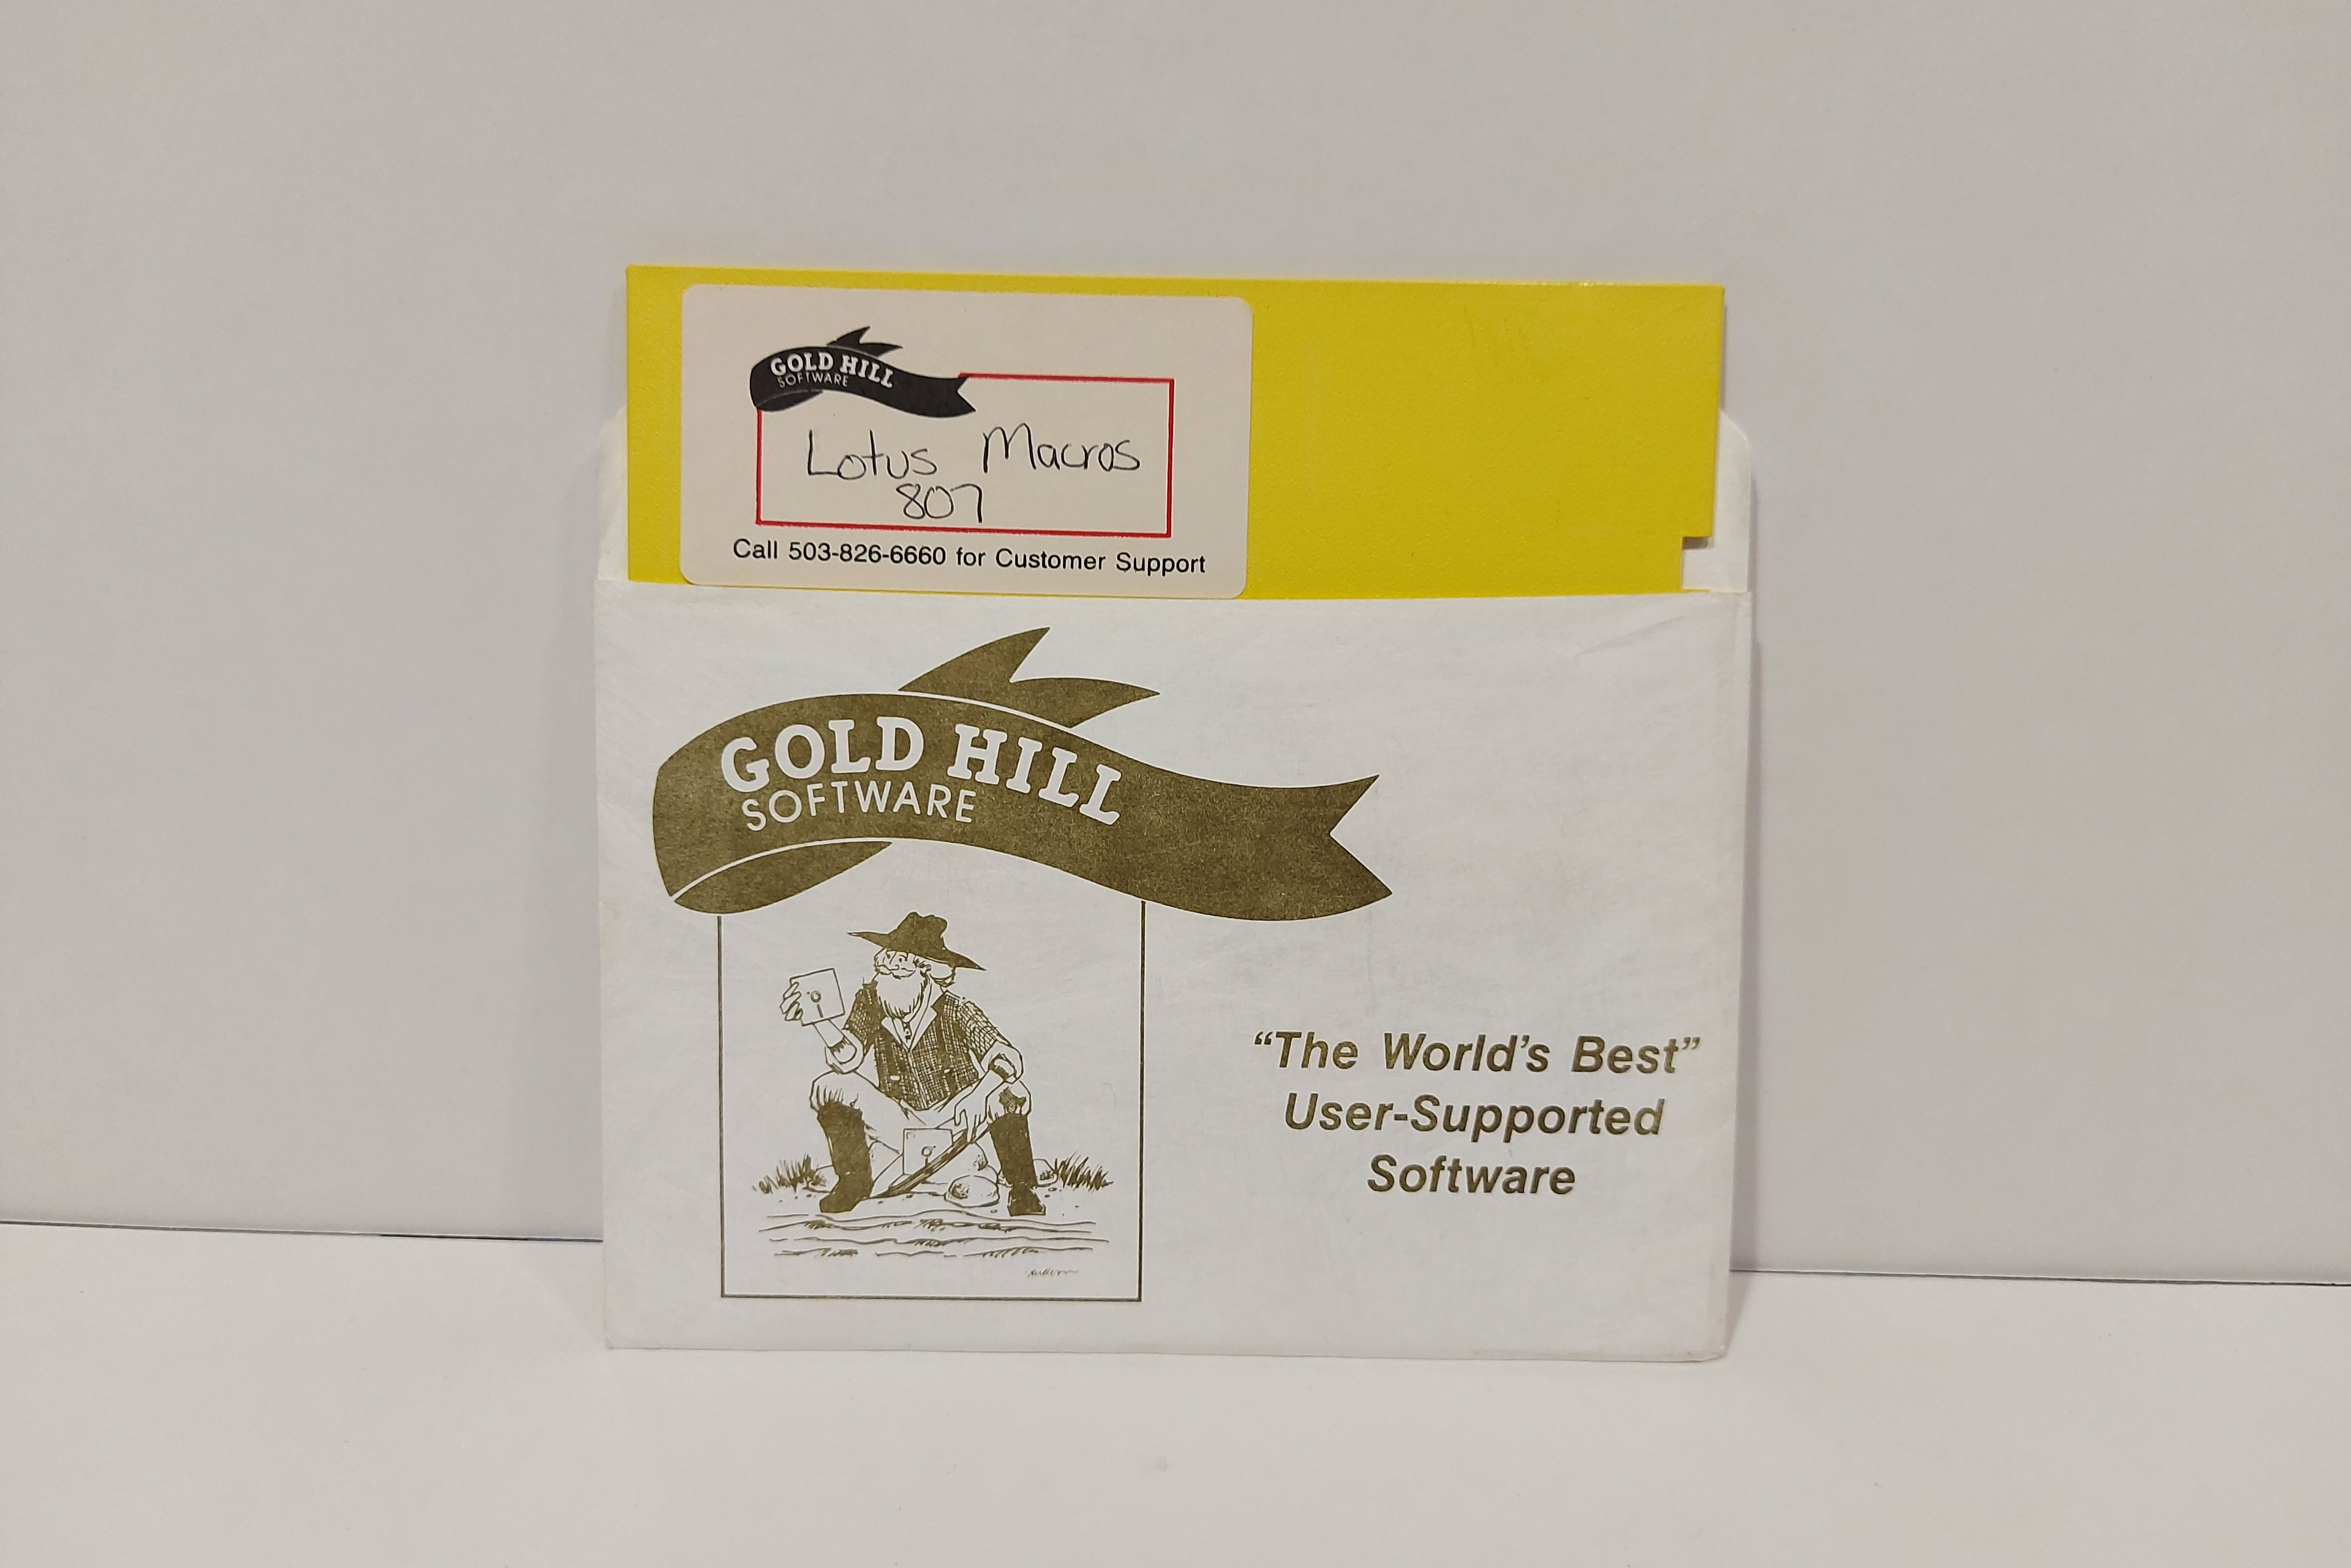 GOLD HILL
SOFTWARE
Lotus Macros
807
Call 503-826-6660 for Customer Support
GOLD HILL
SOFTWARE
“The World’s Best”
User-Supported
Software